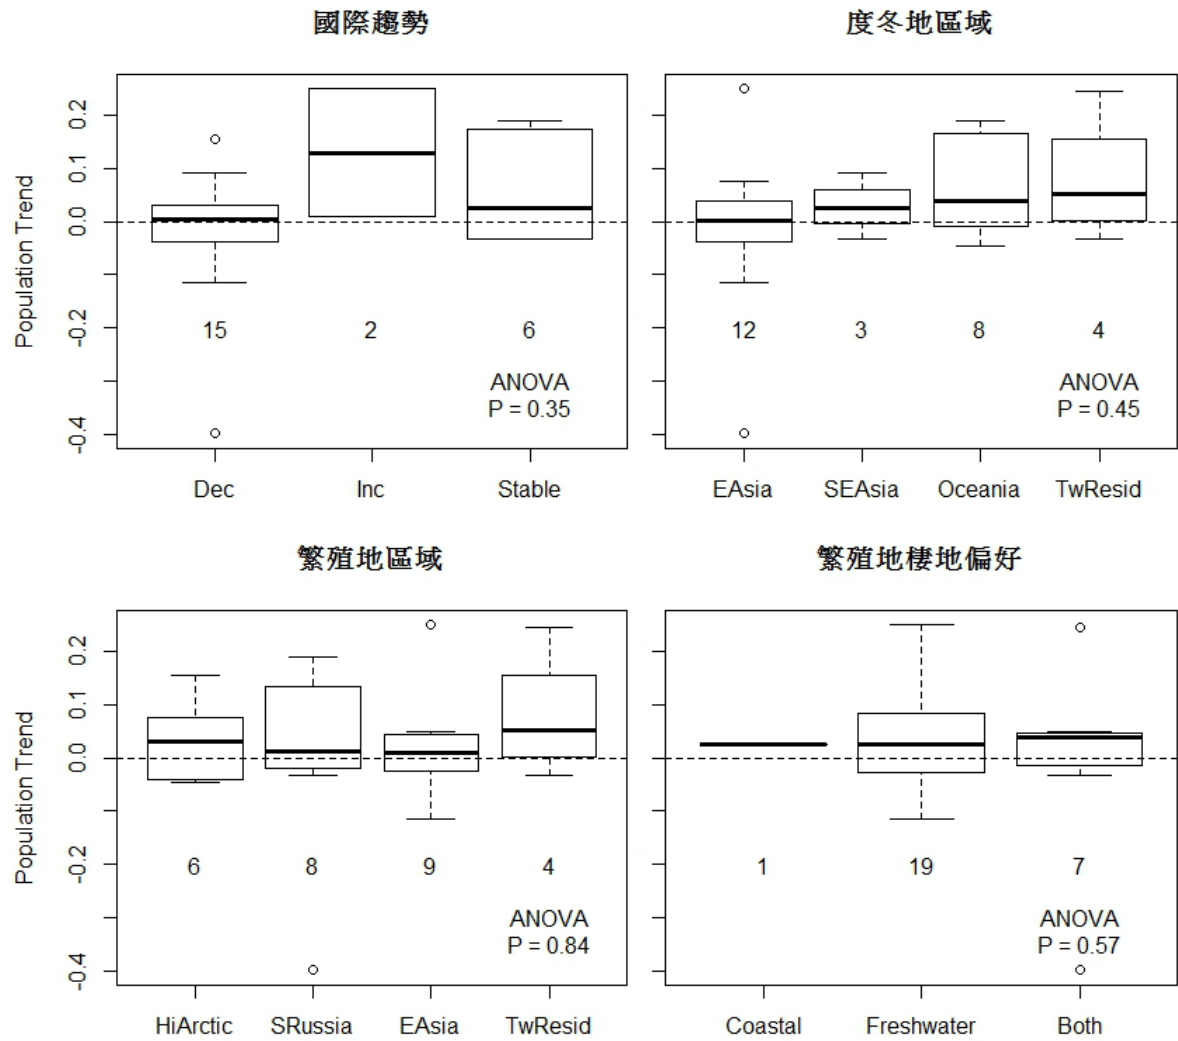 國際趨勢
度冬地區域
Population Trend
0.2
0.1
0.0
-0.2
-0.4
15
2
6
ANOVA
P = 0.35
Dec
Inc
Stable
12
3
8
4
ANOVA
P = 0.45
EAsia
SEAsia
Oceania
TwResid
繁殖地區域
繁殖地棲地偏好
Population Trend
0.2
0.1
0.0
-0.2
-0.4
6
8
9
4
ANOVA
P = 0.84
HiArctic
SRussia
EAsia
TwResid
1
19
7
ANOVA
P = 0.57
Coastal
Freshwater
Both